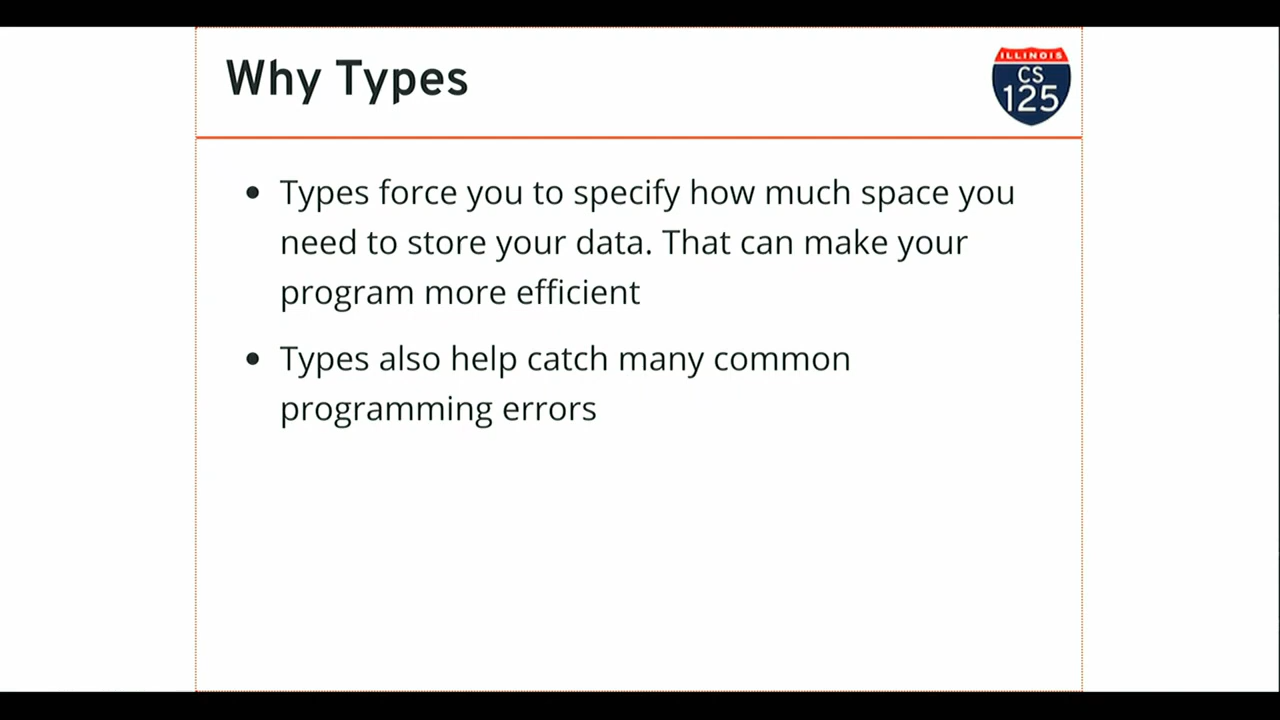 Why Types
ILLINOIS
CS
125
• Types force you to specify how much space you
need to store your data. That can make your
program more efficient
• Types also help catch many common
programming errors